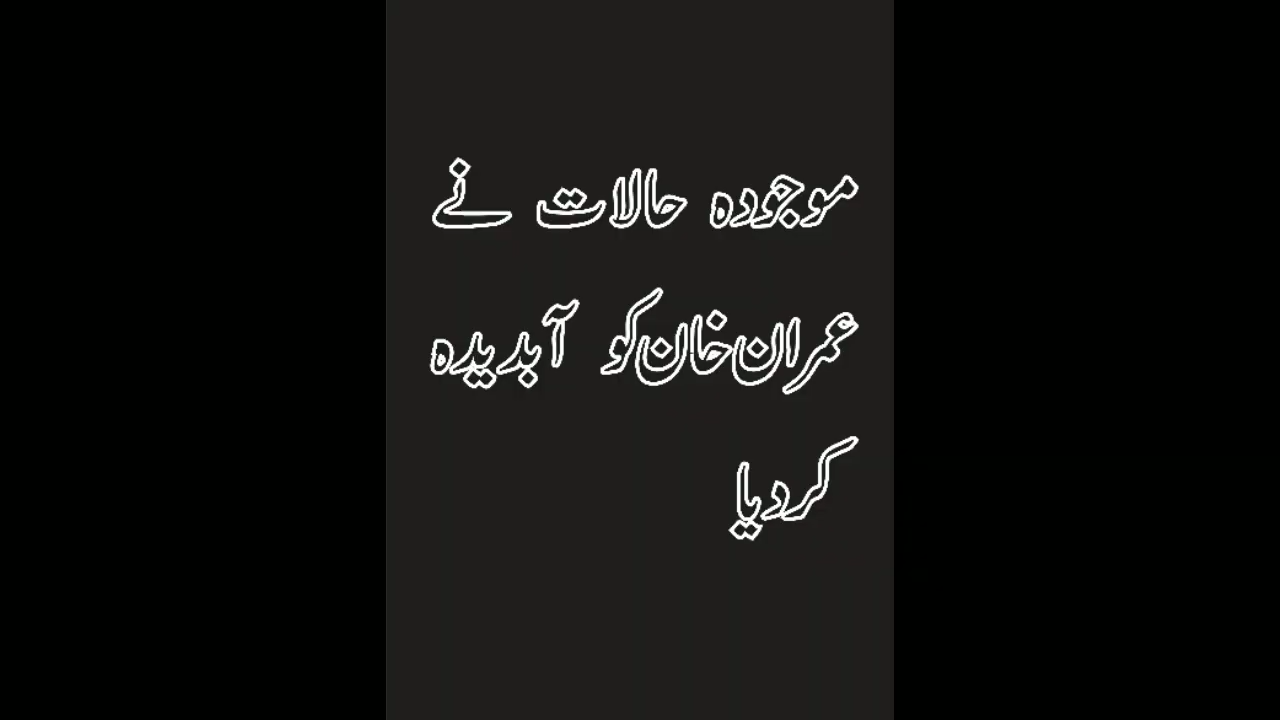 موجودہ حالات نے
عمران خان کو آبدیدہ
کردیا